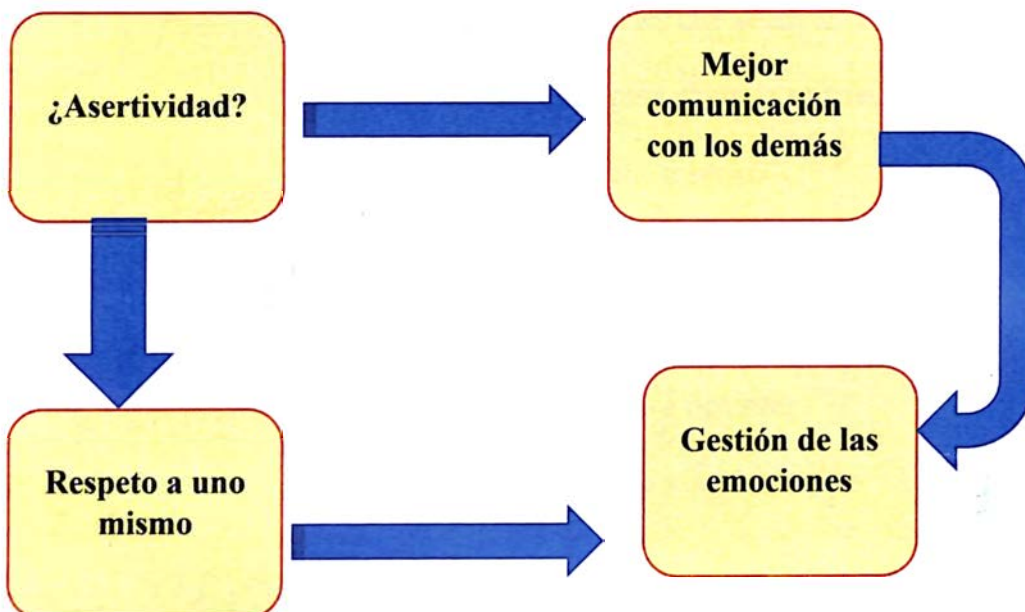 ¿Asertividad?
Mejor
comunicación
con los demás
Respeto a uno
mismo
Gestión de las
emociones